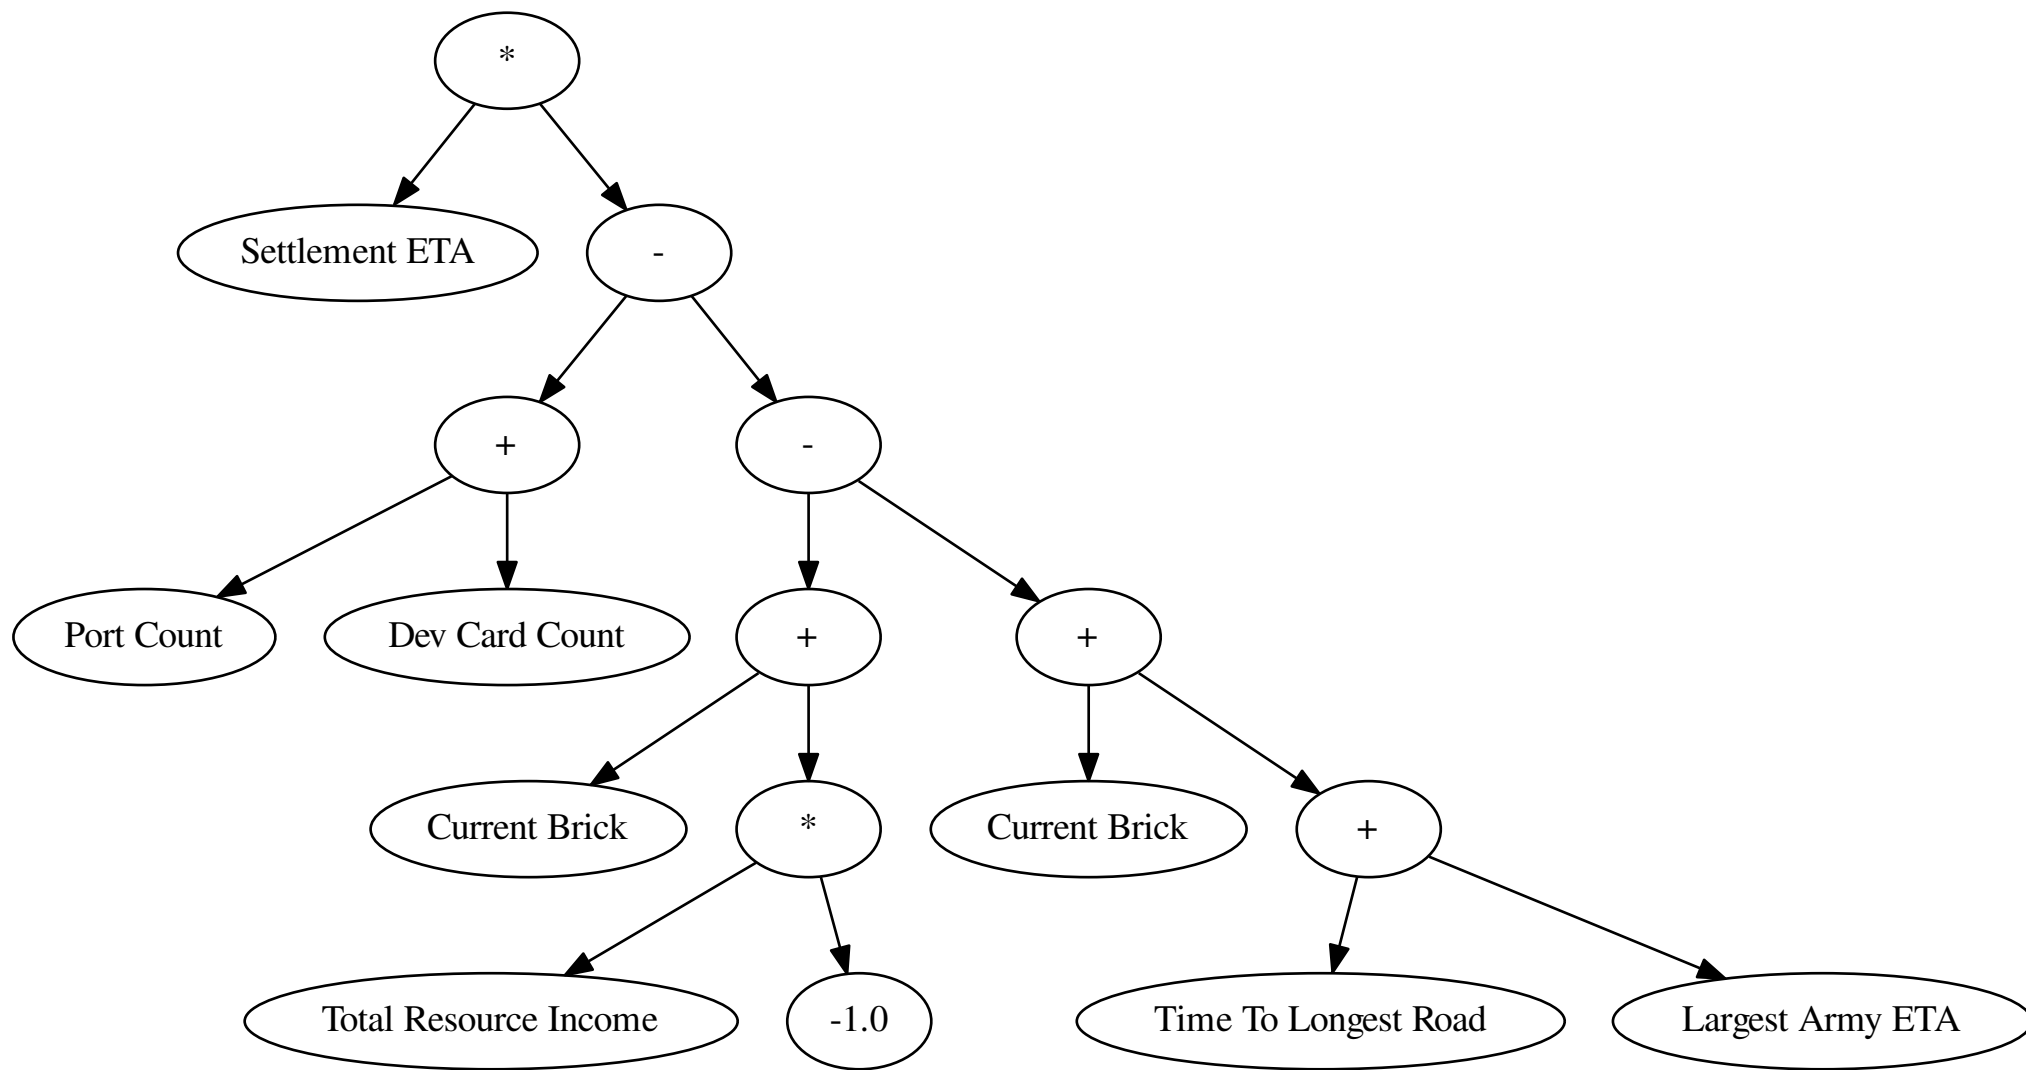 *
Settlement ETA
-
+
-
Port Count
Dev Card Count
+
+
Current Brick
*
Current Brick
+
Total Resource Income
-1.0
Time To Longest Road
Largest Army ETA